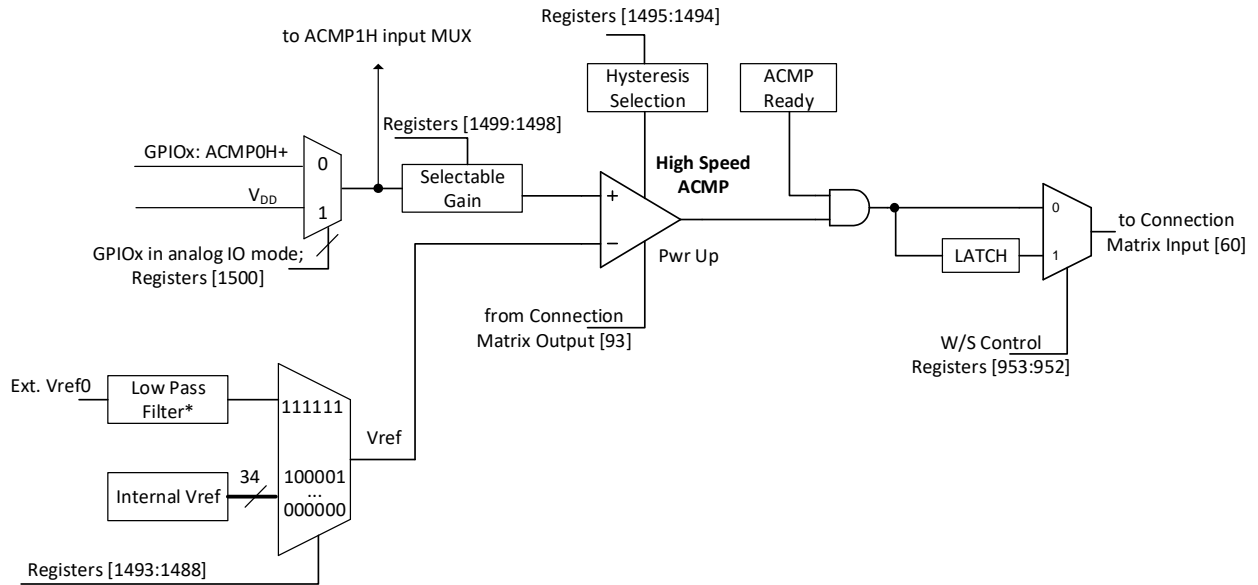 Registers [1495:1494]
to ACMP1H input MUX
Hysteresis
Selection
ACMP
Ready
Registers [1499:1498]
GPIOx: ACMP0H+
0
High Speed
ACMP
Selectable
Gain
+
VDD
1
0
to Connection
Matrix Input [60]
−
GPIOx in analog IO mode;
Registers [1500]
Pwr Up
LATCH
1
from Connection
Matrix Output [93]
W/S Control
Registers [953:952]
Ext. Vref0
Low Pass
Filter*
111111
Vref
34
Internal Vref
100001
...
000000
Registers [1493:1488]